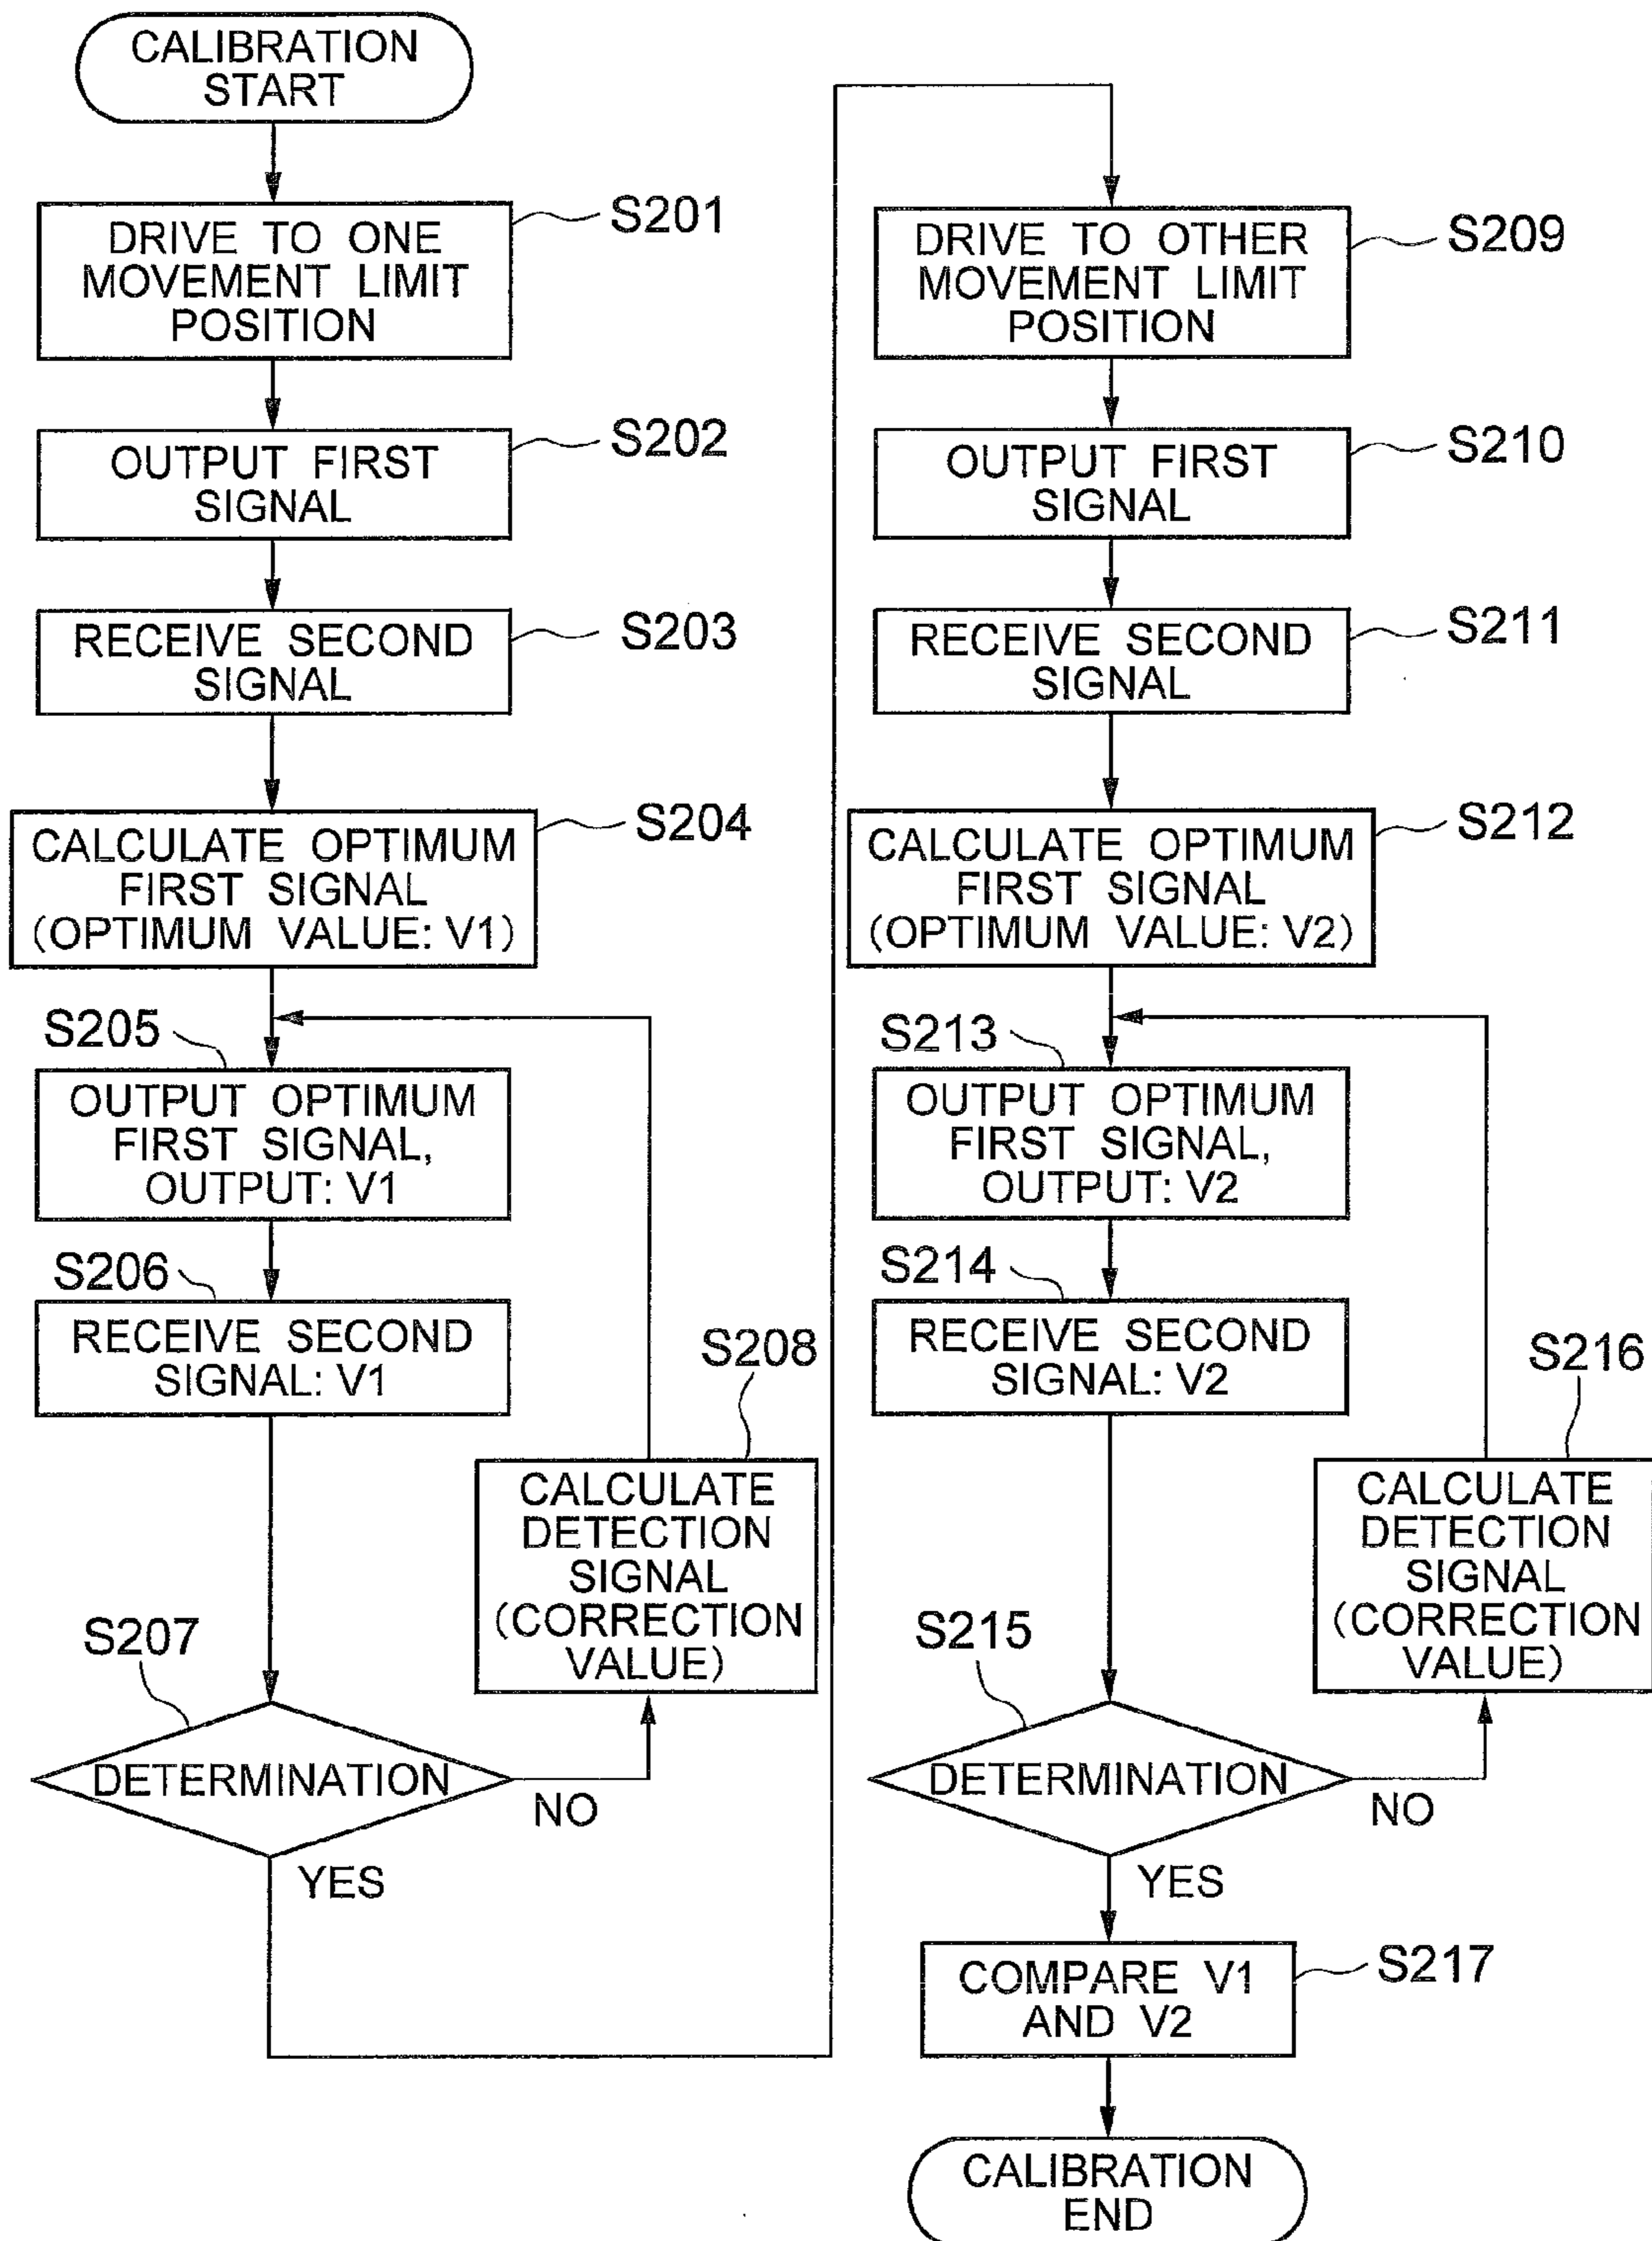 CALIBRATION
START
DRIVE TO ONE
MOVEMENT LIMIT
POSITION
S201
OUTPUT FIRST
SIGNAL
S202
RECEIVE SECOND
SIGNAL
S203
CALCULATE OPTIMUM
FIRST SIGNAL
(OPTIMUM VALUE: V1)
S204
S205
OUTPUT OPTIMUM
FIRST SIGNAL,
OUTPUT: V1
S206
RECEIVE SECOND
SIGNAL: V1
S208
CALCULATE
DETECTION
SIGNAL
(CORRECTION
VALUE)
S207
DETERMINATION
NO
YES
DRIVE TO OTHER
MOVEMENT LIMIT
POSITION
S209
OUTPUT FIRST
SIGNAL
S210
RECEIVE SECOND
SIGNAL
S211
CALCULATE OPTIMUM
FIRST SIGNAL
(OPTIMUM VALUE: V2)
S212
S213
OUTPUT OPTIMUM
FIRST SIGNAL,
OUTPUT: V2
S214
RECEIVE SECOND
SIGNAL: V2
S216
CALCULATE
DETECTION
SIGNAL
(CORRECTION
VALUE)
S215
DETERMINATION
NO
YES
COMPARE V1
AND V2
S217
CALIBRATION
END